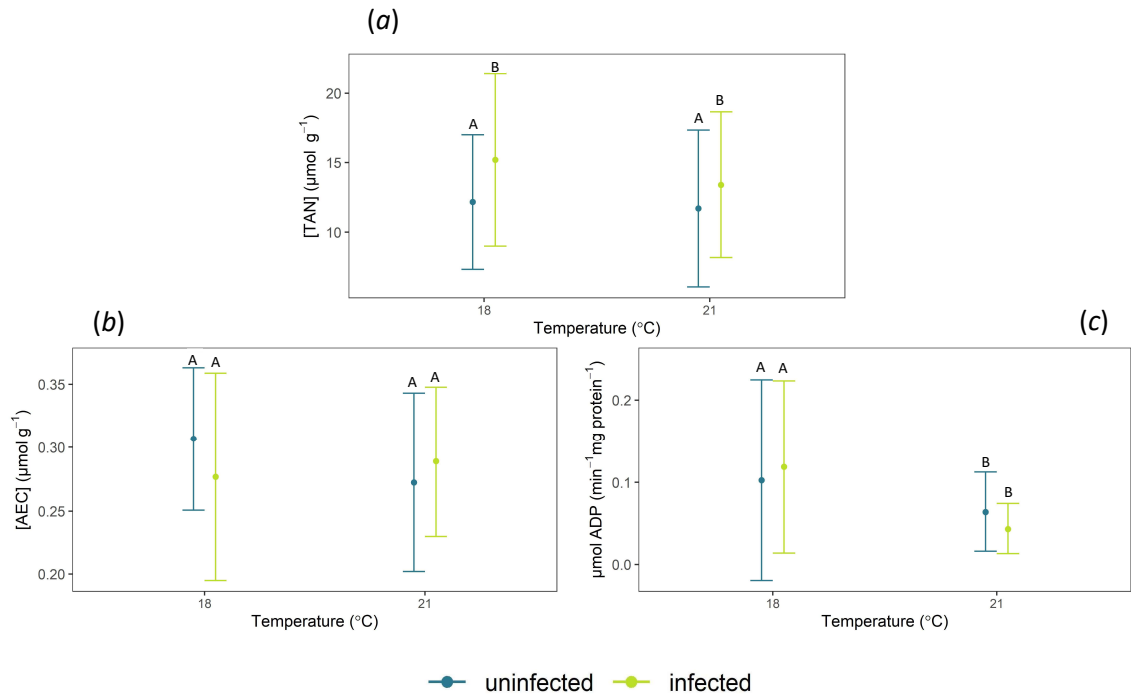 (a)
[TAN] (µmol g⁻¹)
20
15
10
A
B
A
B
18
21
Temperature (°C)
(b)
[AEC] (µmol g⁻¹)
0.35
0.30
0.25
0.20
A
A
A
A
18
21
Temperature (°C)
(c)
µmol ADP (min⁻¹mg protein⁻¹)
0.2
0.1
0.0
A
A
B
B
18
21
Temperature (°C)
uninfected
infected